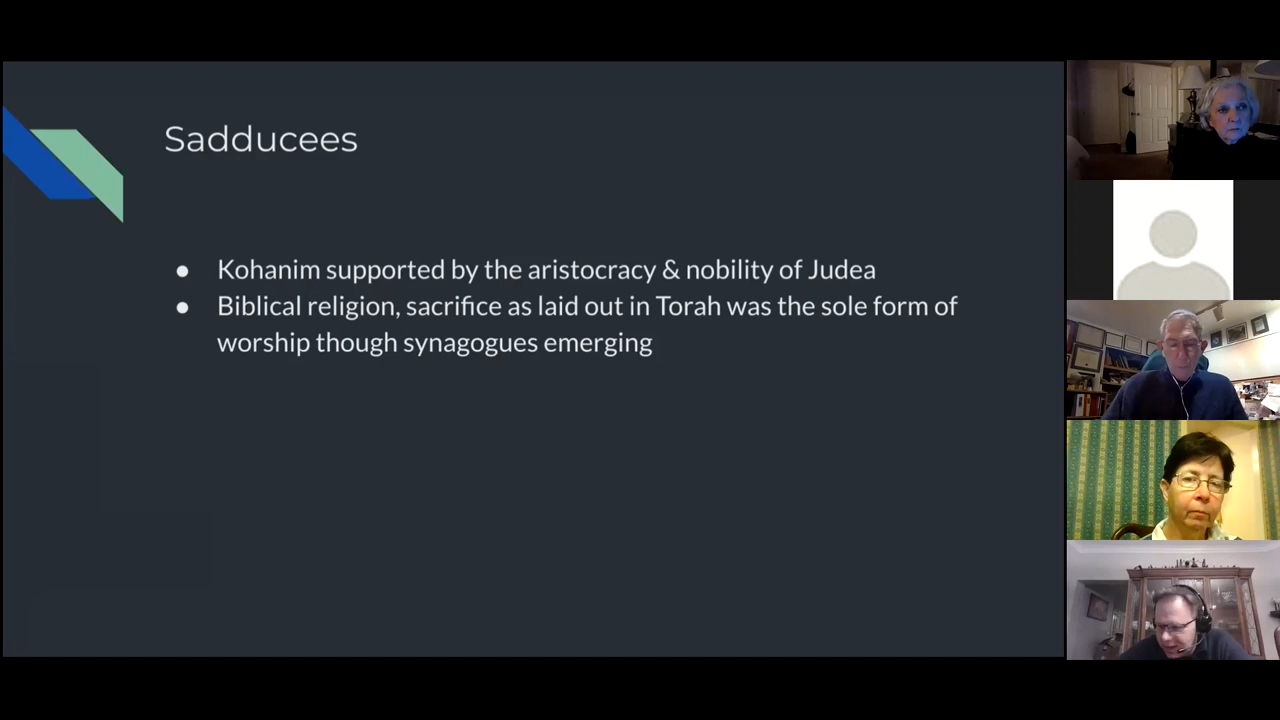 Sadducees
● Kohanim supported by the aristocracy & nobility of Judea
● Biblical religion, sacrifice as laid out in Torah was the sole form of
worship though synagogues emerging